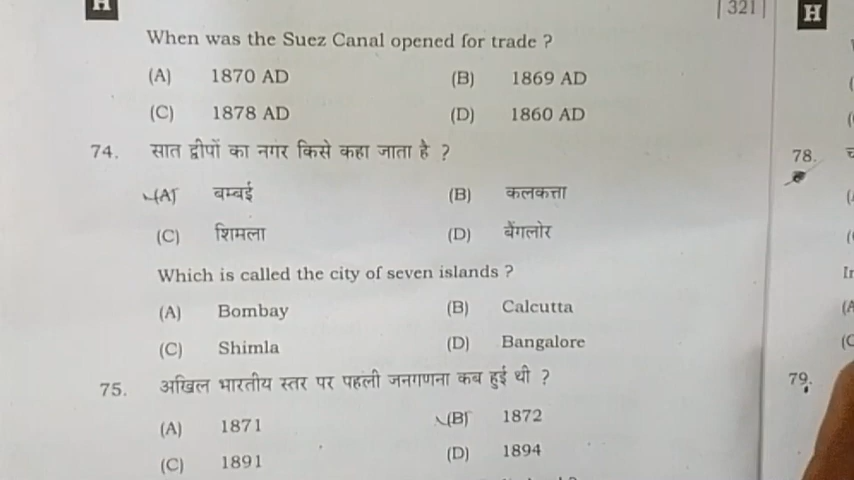 H
321
H
When was the Suez Canal opened for trade ?
(A) 1870 AD (B) 1869 AD
(C) 1878 AD (D) 1860 AD
74. सात द्वीपों का नगर किसे कहा जाता है ?
(A) बम्बई (B) कलकत्ता
(C) शिमला (D) बैंगलोर
Which is called the city of seven islands ?
(A) Bombay (B) Calcutta
(C) Shimla (D) Bangalore
75. अखिल भारतीय स्तर पर पहली जनगणना कब हुई थी ?
(A) 1871 (B) 1872
(C) 1891 (D) 1894
78.
79.